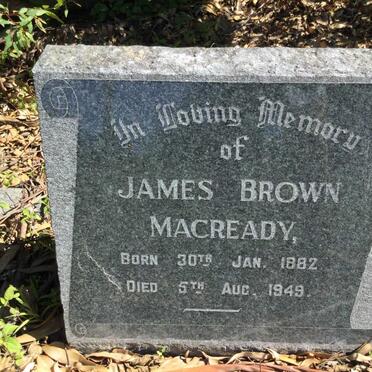 In Loving Memory
of
JAMES BROWN
MACREADY,
BORN 30TH JAN. 1882
DIED 5TH AUG. 1949.